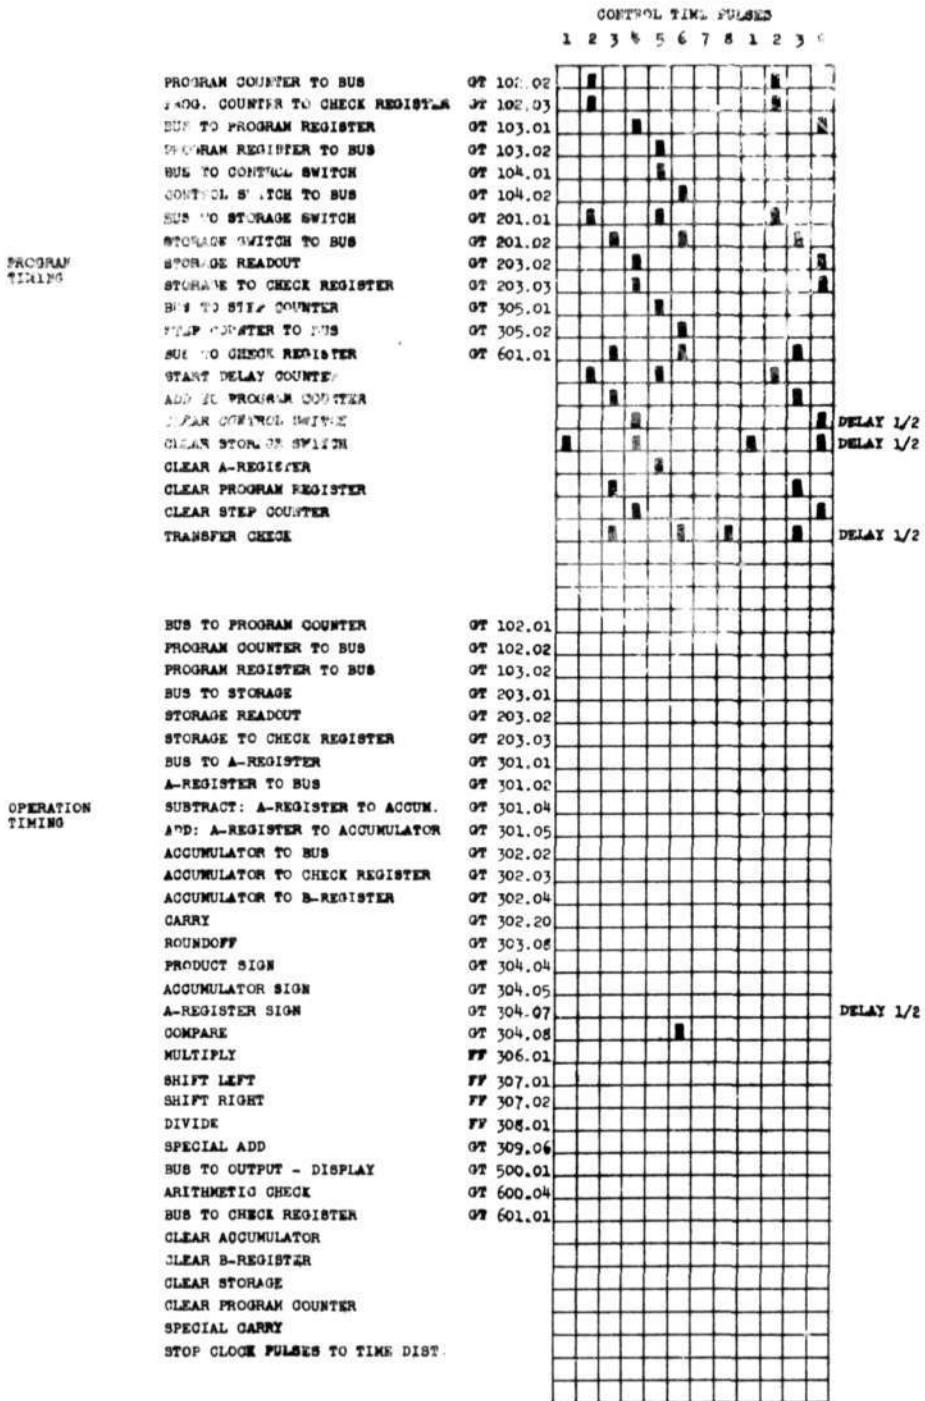 CONTROL TIME PULSES
1 2 3 4 5 6 7 8 1 2 3
PROGRAM COUNTER TO BUS GT 102.02
PROG. COUNTER TO CHECK REGISTER GT 102.03
BUS TO PROGRAM REGISTER GT 103.01
PROGRAM REGISTER TO BUS GT 103.02
BUS TO CONTROL SWITCH GT 104.01
CONTROL SWITCH TO BUS GT 104.02
BUS TO STORAGE SWITCH GT 201.01
STORAGE SWITCH TO BUS GT 201.02
PROGRAM TIMING
STORAGE READOUT GT 203.02
STORAGE TO CHECK REGISTER GT 203.03
BUS TO STEP COUNTER GT 305.01
STEP COUNTER TO BUS GT 305.02
BUS TO CHECK REGISTER GT 601.01
START DELAY COUNTER
ADD TO PROGRAM COUNTER
CLEAR CONTROL SWITCH DELAY 1/2
CLEAR STORAGE SWITCH DELAY 1/2
CLEAR A-REGISTER
CLEAR PROGRAM REGISTER
CLEAR STEP COUNTER
TRANSFER CHECK DELAY 1/2
BUS TO PROGRAM COUNTER GT 102.01
PROGRAM COUNTER TO BUS GT 102.02
PROGRAM REGISTER TO BUS GT 103.02
BUS TO STORAGE GT 203.01
STORAGE READOUT GT 203.02
STORAGE TO CHECK REGISTER GT 203.03
BUS TO A-REGISTER GT 301.01
A-REGISTER TO BUS GT 301.02
OPERATION TIMING
SUBTRACT: A-REGISTER TO ACCUM. GT 301.04
ADD: A-REGISTER TO ACCUMULATOR GT 301.05
ACCUMULATOR TO BUS GT 302.02
ACCUMULATOR TO CHECK REGISTER GT 302.03
ACCUMULATOR TO B-REGISTER GT 302.04
CARRY GT 302.20
ROUNDOFF GT 303.08
PRODUCT SIGN GT 304.04
ACCUMULATOR SIGN GT 304.05
A-REGISTER SIGN GT 304.07 DELAY 1/2
COMPARE GT 304.08
MULTIPLY FF 306.01
SHIFT LEFT FF 307.01
SHIFT RIGHT FF 307.02
DIVIDE FF 308.01
SPECIAL ADD GT 309.06
BUS TO OUTPUT - DISPLAY GT 500.01
ARITHMETIC CHECK GT 600.04
BUS TO CHECK REGISTER GT 601.01
CLEAR ACCUMULATOR
CLEAR B-REGISTER
CLEAR STORAGE
CLEAR PROGRAM COUNTER
SPECIAL CARRY
STOP CLOCK PULSES TO TIME DIST.